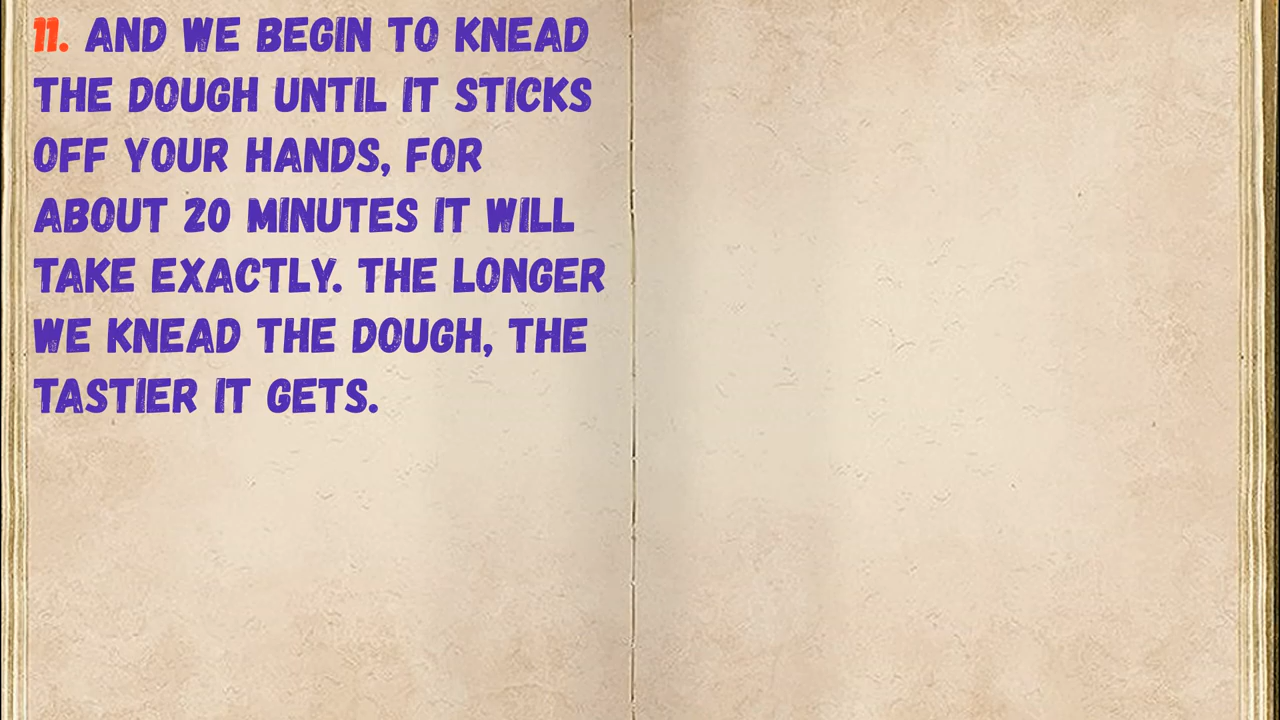 11. AND WE BEGIN TO KNEAD
THE DOUGH UNTIL IT STICKS
OFF YOUR HANDS, FOR
ABOUT 20 MINUTES IT WILL
TAKE EXACTLY. THE LONGER
WE KNEAD THE DOUGH, THE
TASTIER IT GETS.